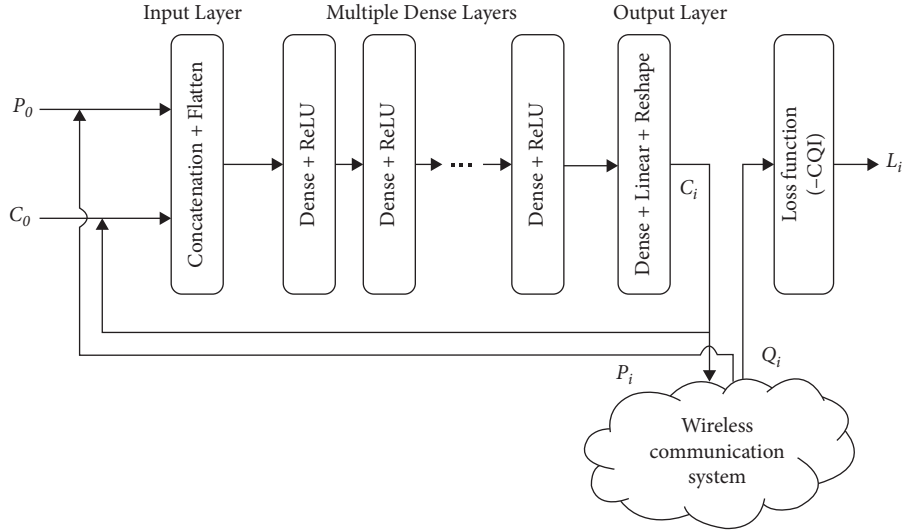 Input Layer
Multiple Dense Layers
Output Layer
P0
C0
Concatenation + Flatten
Dense + ReLU
Dense + ReLU
...
Dense + ReLU
Dense + Linear + Reshape
Ci
Loss function
(–CQI)
Li
Pi
Qi
Wireless
communication
system